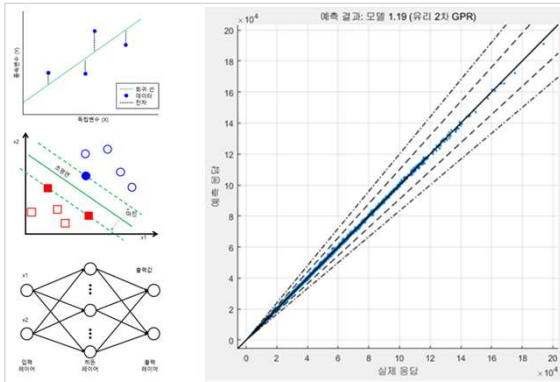 종속변수 (Y)
회귀 선
데이터
잔차
독립변수 (X)
x2
초평면
마진
x1
x1
출력값
x2
입력
레이어
히든
레이어
출력
레이어
예측 결과: 모델 1.19 (유리 2차 GPR)
×10⁴
20
18
16
14
12
10
8
6
4
2
0
예측 응답
0 2 4 6 8 10 12 14 16 18 20
×10⁴
실제 응답